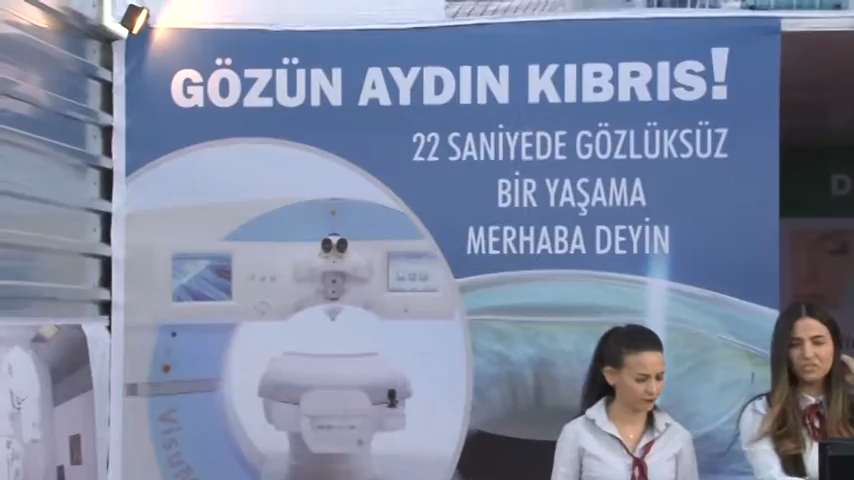 GÖZÜN AYDIN KIBRIS!
22 SANİYEDE GÖZLÜKSÜZ
BİR YAŞAMA
MERHABA DEYİN